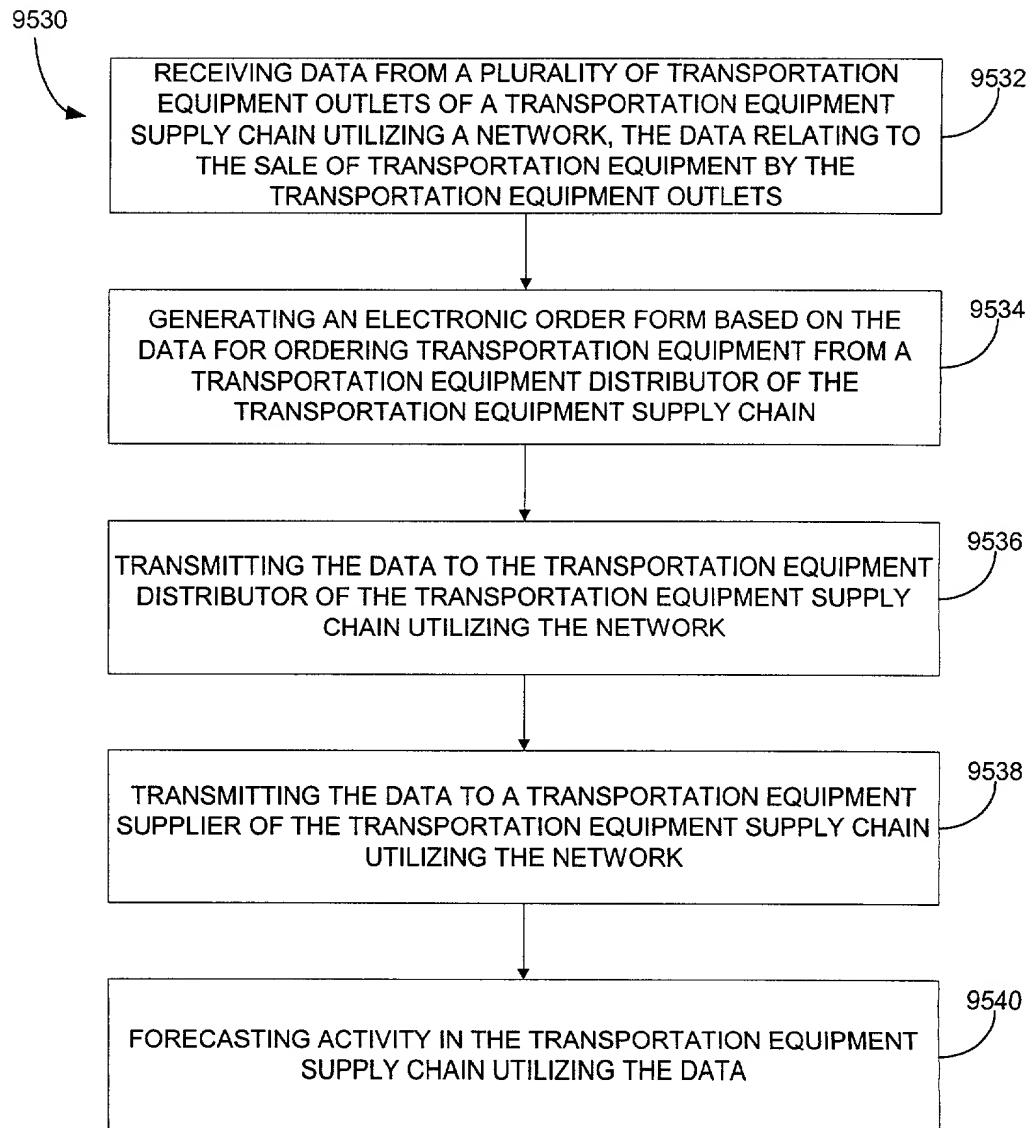 9530
RECEIVING DATA FROM A PLURALITY OF TRANSPORTATION
EQUIPMENT OUTLETS OF A TRANSPORTATION EQUIPMENT
SUPPLY CHAIN UTILIZING A NETWORK, THE DATA RELATING TO
THE SALE OF TRANSPORTATION EQUIPMENT BY THE
TRANSPORTATION EQUIPMENT OUTLETS
9532
GENERATING AN ELECTRONIC ORDER FORM BASED ON THE
DATA FOR ORDERING TRANSPORTATION EQUIPMENT FROM A
TRANSPORTATION EQUIPMENT DISTRIBUTOR OF THE
TRANSPORTATION EQUIPMENT SUPPLY CHAIN
9534
TRANSMITTING THE DATA TO THE TRANSPORTATION EQUIPMENT
DISTRIBUTOR OF THE TRANSPORTATION EQUIPMENT SUPPLY
CHAIN UTILIZING THE NETWORK
9536
TRANSMITTING THE DATA TO A TRANSPORTATION EQUIPMENT
SUPPLIER OF THE TRANSPORTATION EQUIPMENT SUPPLY CHAIN
UTILIZING THE NETWORK
9538
FORECASTING ACTIVITY IN THE TRANSPORTATION EQUIPMENT
SUPPLY CHAIN UTILIZING THE DATA
9540